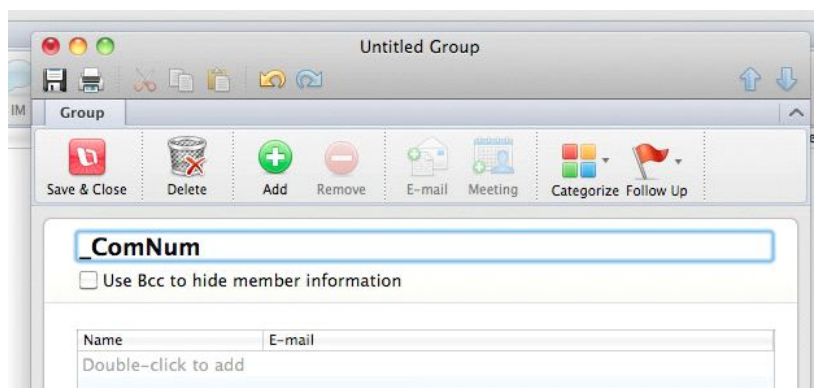 Untitled Group
IM
Group
Save & Close Delete Add Remove E-mail Meeting Categorize Follow Up
_ComNum
Use Bcc to hide member information
Name E-mail
Double-click to add